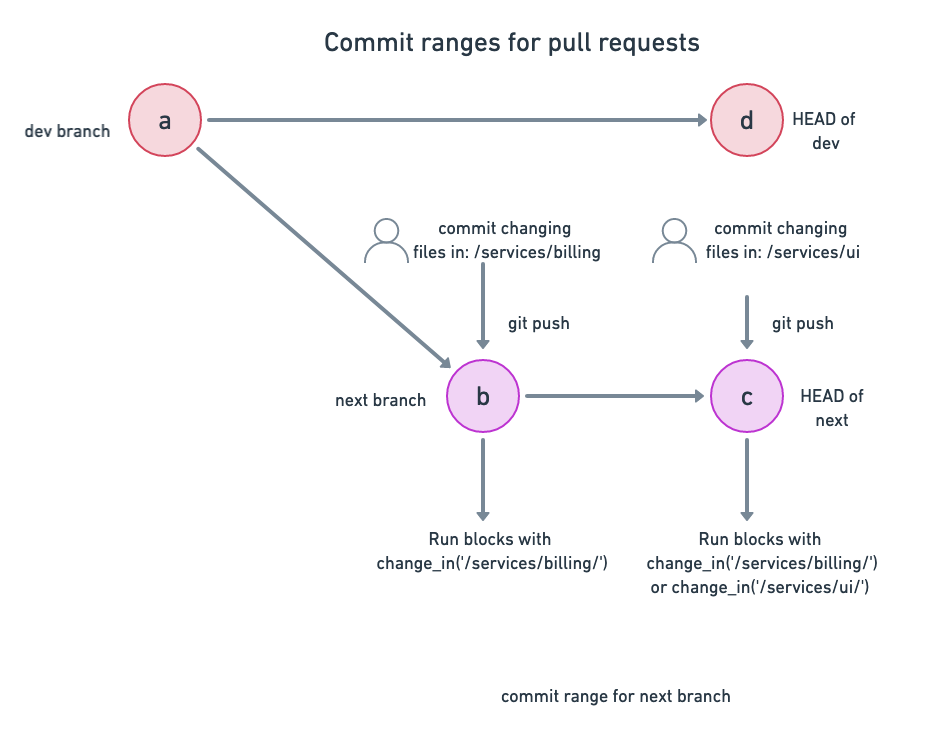 Commit ranges for pull requests
dev branch
a
d
HEAD of
dev
commit changing
files in: /services/billing
commit changing
files in: /services/ui
git push
git push
next branch
b
c
HEAD of
next
Run blocks with
change_in('/services/billing/')
Run blocks with
change_in('/services/billing/')
or change_in('/services/ui/')
commit range for next branch